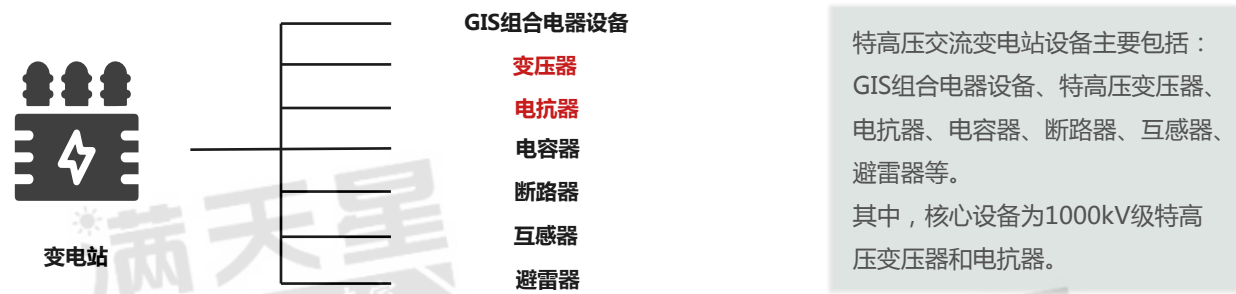 GIS组合电器设备
变压器
电抗器
电容器
断路器
互感器
避雷器
变电站
满天星
特高压交流变电站设备主要包括：
GIS组合电器设备、特高压变压器、
电抗器、电容器、断路器、互感器、
避雷器等。
其中，核心设备为1000kV级特高
压变压器和电抗器。